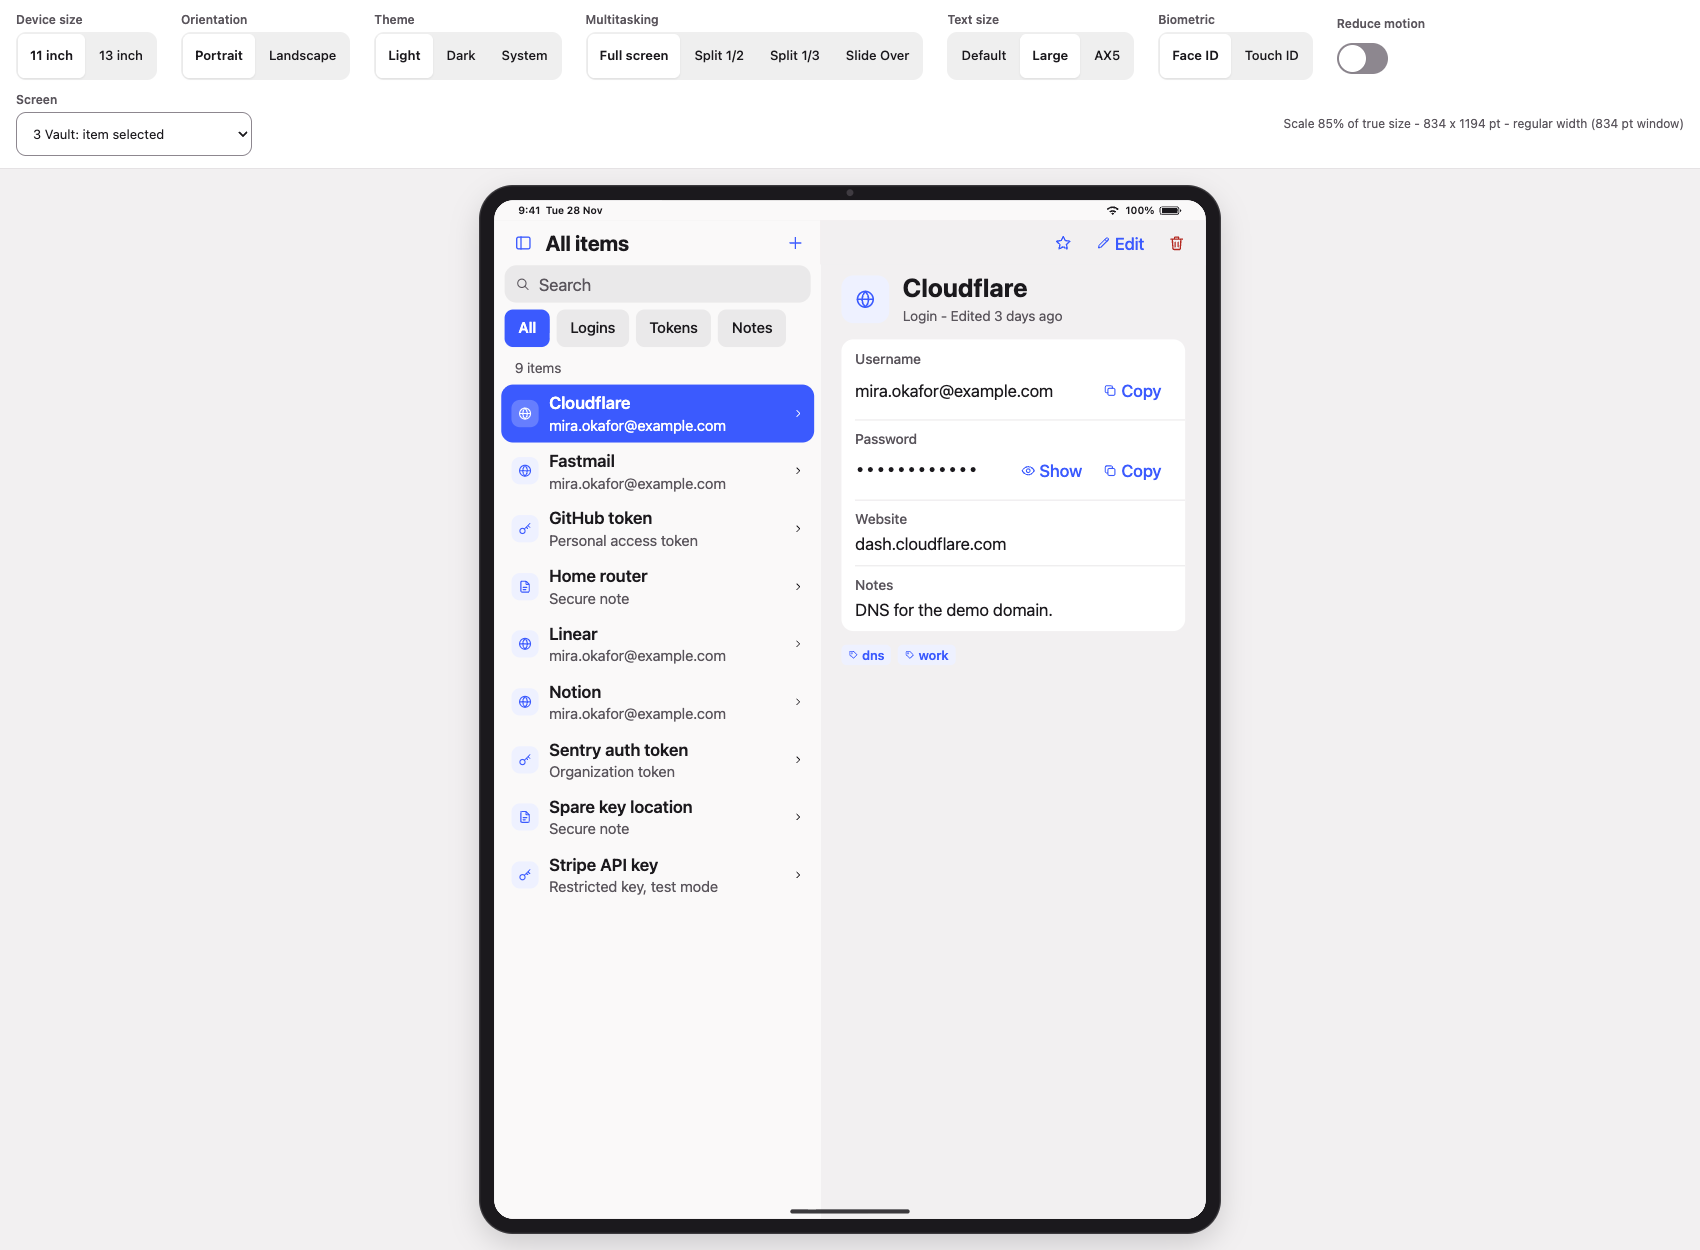 Device size
11 inch 13 inch
Orientation
Portrait Landscape
Theme
Light Dark System
Multitasking
Full screen Split 1/2 Split 1/3 Slide Over
Text size
Default Large AX5
Biometric
Face ID Touch ID
Reduce motion
Screen
3 Vault: item selected
Scale 85% of true size - 834 x 1194 pt - regular width (834 pt window)
9:41 Tue 28 Nov
100%
All items
Search
All Logins Tokens Notes
9 items
Cloudflare
mira.okafor@example.com
Fastmail
mira.okafor@example.com
GitHub token
Personal access token
Home router
Secure note
Linear
mira.okafor@example.com
Notion
mira.okafor@example.com
Sentry auth token
Organization token
Spare key location
Secure note
Stripe API key
Restricted key, test mode
Edit
Cloudflare
Login - Edited 3 days ago
Username
mira.okafor@example.com Copy
Password
•••••••••••• Show Copy
Website
dash.cloudflare.com
Notes
DNS for the demo domain.
dns work